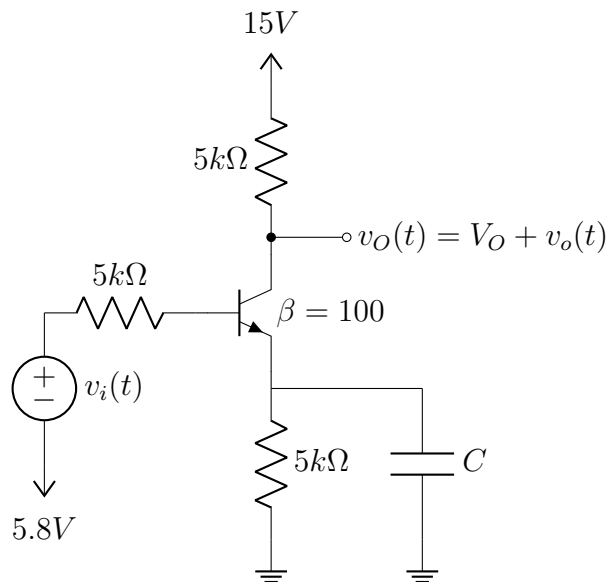 15V
5kΩ
v_O(t) = V_O + v_o(t)
5kΩ
β = 100
+
−
v_i(t)
5kΩ
C
5.8V